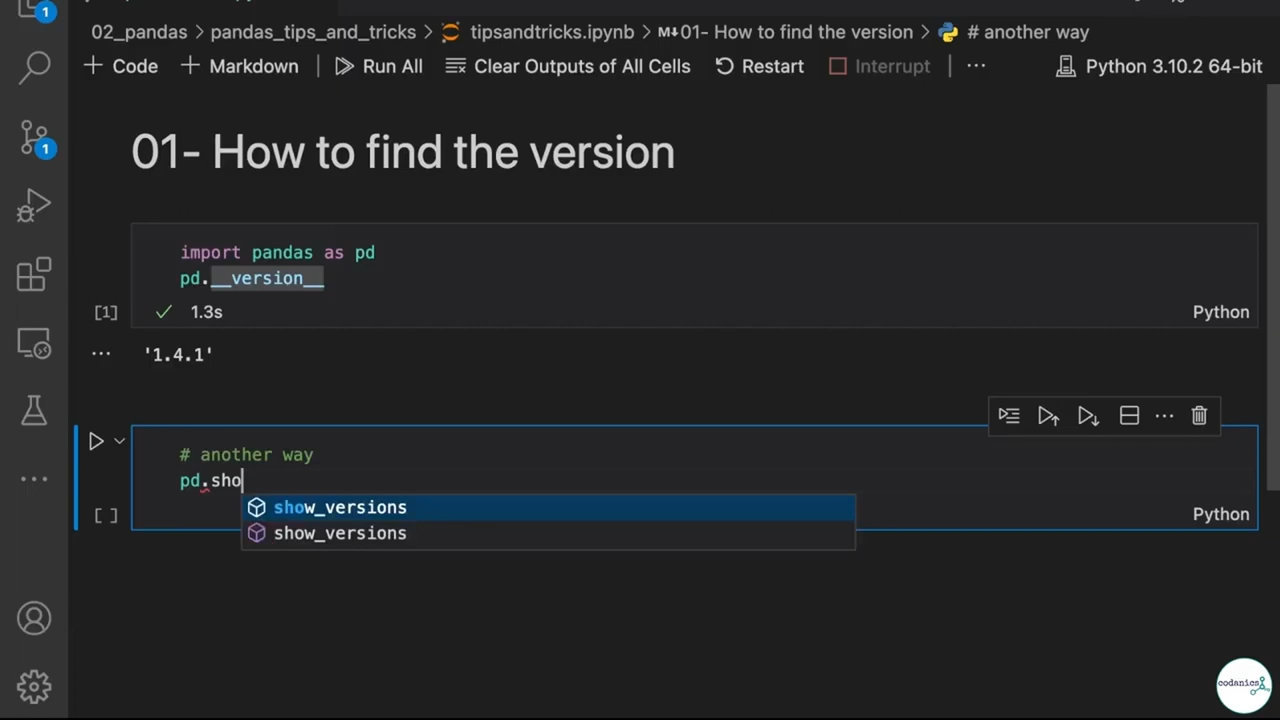 1
02_pandas > pandas_tips_and_tricks > tipsandtricks.ipynb > M↓01- How to find the version > # another way
+ Code + Markdown Run All Clear Outputs of All Cells Restart Interrupt ... Python 3.10.2 64-bit
1
01- How to find the version
import pandas as pd
pd.__version__
[1] 1.3s Python
... '1.4.1'
# another way
pd.sho
show_versions
[ ] Python
show_versions
codanics